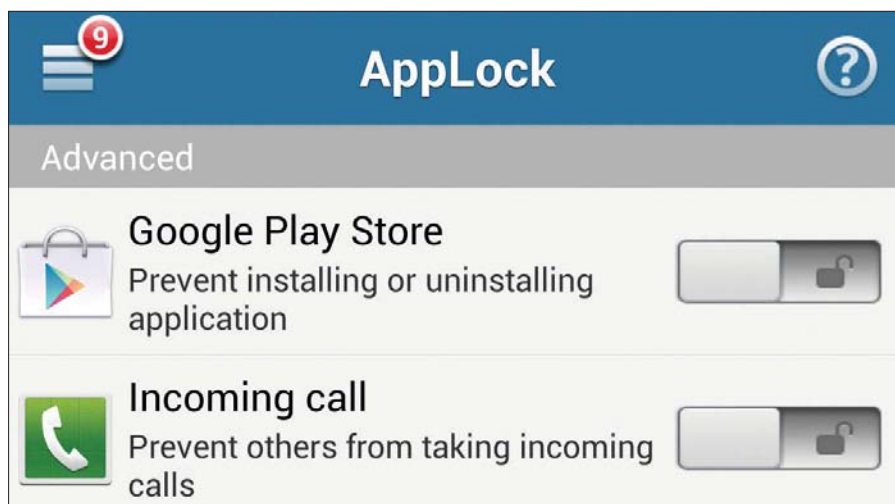 9
AppLock
?
Advanced
Google Play Store
Prevent installing or uninstalling
application
Incoming call
Prevent others from taking incoming
calls